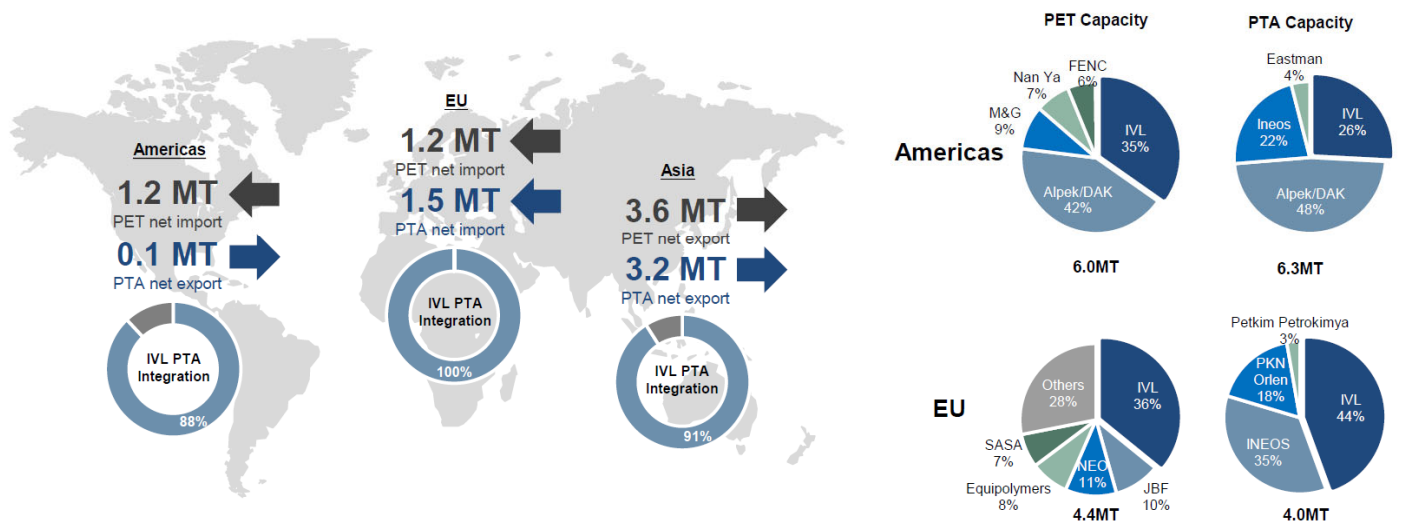 Americas
1.2 MT
PET net import
0.1 MT
PTA net export
IVL PTA
Integration
88%
EU
1.2 MT
PET net import
1.5 MT
PTA net import
IVL PTA
Integration
100%
Asia
3.6 MT
PET net export
3.2 MT
PTA net export
IVL PTA
Integration
91%
PET Capacity
PTA Capacity
Americas
FENC
6%
Nan Ya
7%
M&G
9%
IVL
35%
Alpek/DAK
42%
6.0MT
Eastman
4%
Ineos
22%
IVL
26%
Alpek/DAK
48%
6.3MT
EU
Others
28%
IVL
36%
SASA
7%
Equipolymers
8%
NEO
11%
JBF
10%
4.4MT
Petkim Petrokimya
3%
PKN
Orlen
18%
IVL
44%
INEOS
35%
4.0MT